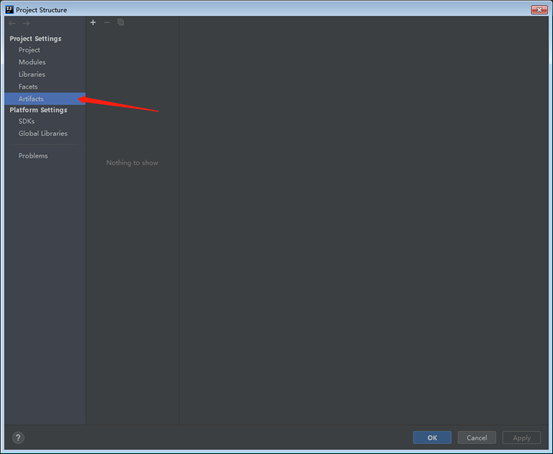 Project Structure
Project Settings
Project
Modules
Libraries
Facets
Artifacts
Platform Settings
SDKs
Global Libraries
Problems
Nothing to show
?
OK
Cancel
Apply